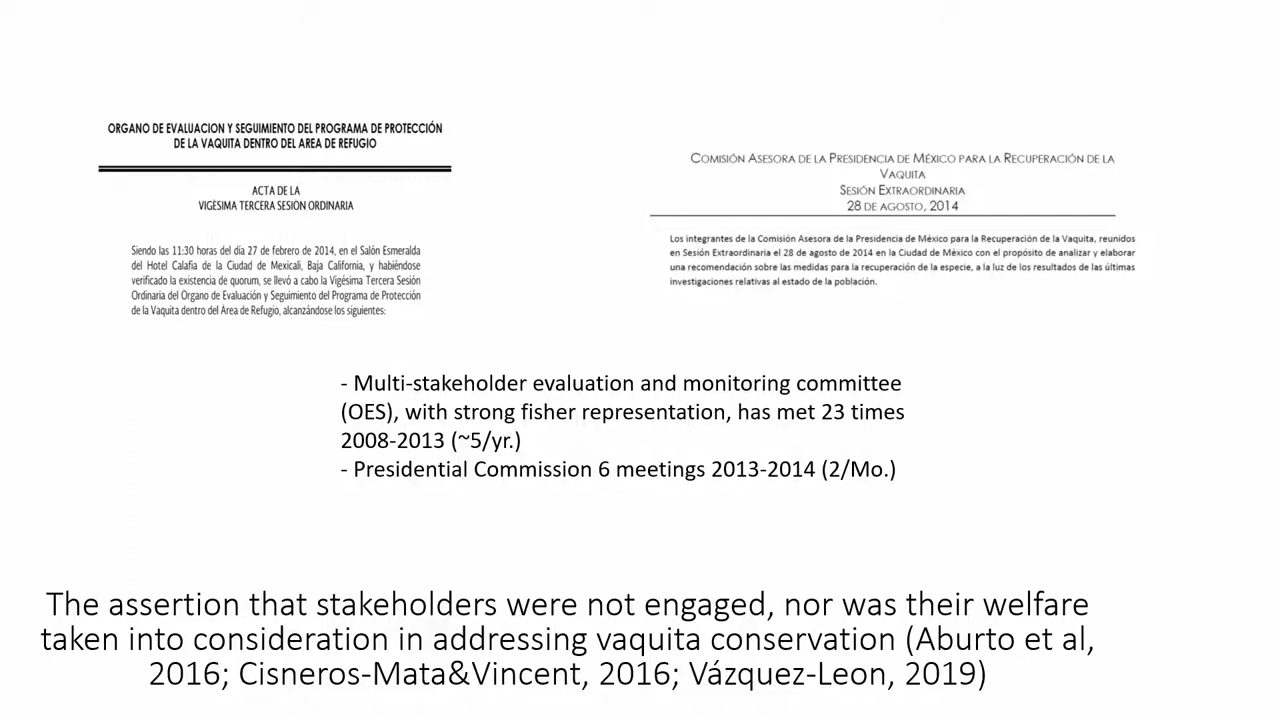 ORGANO DE EVALUACION Y SEGUIMIENTO DEL PROGRAMA DE PROTECCIÓN
DE LA VAQUITA DENTRO DEL AREA DE REFUGIO
ACTA DE LA
VIGÉSIMA TERCERA SESIÓN ORDINARIA
Siendo las 11:30 horas del día 27 de febrero de 2014, en el Salón Esmeralda
del Hotel Calafia de la Ciudad de Mexicali, Baja California, y habiéndose
verificado la existencia de quorum, se llevó a cabo la Vigésima Tercera Sesión
Ordinaria del Organo de Evaluación y Seguimiento del Programa de Protección
de la Vaquita dentro del Area de Refugio, alcanzándose los siguientes:
COMISIÓN ASESORA DE LA PRESIDENCIA DE MÉXICO PARA LA RECUPERACIÓN DE LA
VAQUITA
SESIÓN EXTRAORDINARIA
28 DE AGOSTO, 2014
Los integrantes de la Comisión Asesora de la Presidencia de México para la Recuperación de la Vaquita, reunidos
en Sesión Extraordinaria el 28 de agosto de 2014 en la Ciudad de México con el propósito de analizar y elaborar
una recomendación sobre las medidas para la recuperación de la especie, a la luz de los resultados de las últimas
investigaciones relativas al estado de la población.
- Multi-stakeholder evaluation and monitoring committee
(OES), with strong fisher representation, has met 23 times
2008-2013 (~5/yr.)
- Presidential Commission 6 meetings 2013-2014 (2/Mo.)
The assertion that stakeholders were not engaged, nor was their welfare
taken into consideration in addressing vaquita conservation (Aburto et al,
2016; Cisneros-Mata&Vincent, 2016; Vázquez-Leon, 2019)